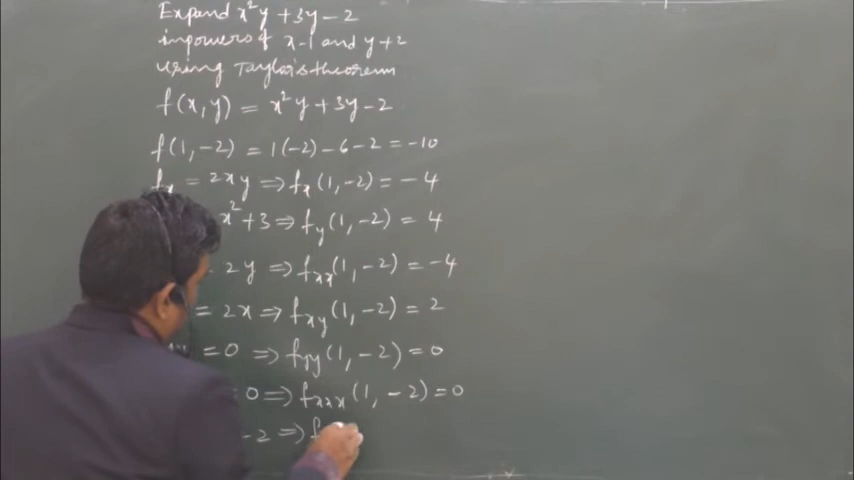 Expand x²y + 3y - 2
in powers of x-1 and y+2
using Taylor's theorem
f(x, y) = x²y + 3y - 2
f(1, -2) = 1(-2) - 6 - 2 = -10
fx = 2xy ⇒ fx(1, -2) = -4
x² + 3 ⇒ fy(1, -2) = 4
2y ⇒ fxx(1, -2) = -4
= 2x ⇒ fxy(1, -2) = 2
= 0 ⇒ fyy(1, -2) = 0
= 0 ⇒ fxxx(1, -2) = 0
2 ⇒ f